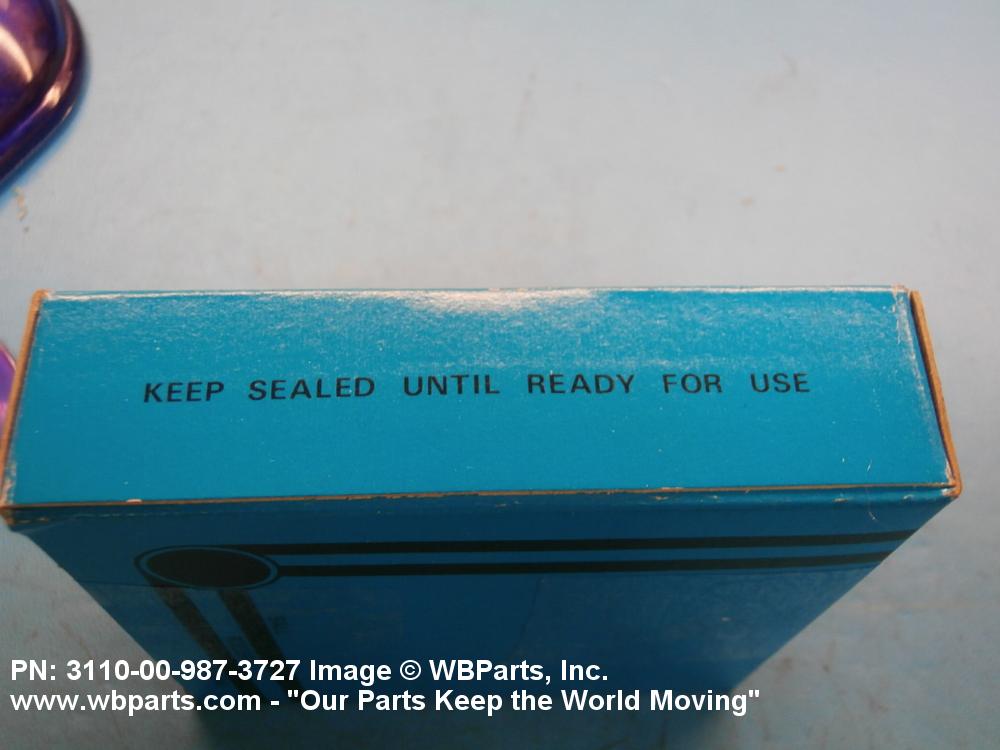 KEEP SEALED UNTIL READY FOR USE
PN: 3110-00-987-3727 Image © WBParts, Inc.
www.wbparts.com - "Our Parts Keep the World Moving"